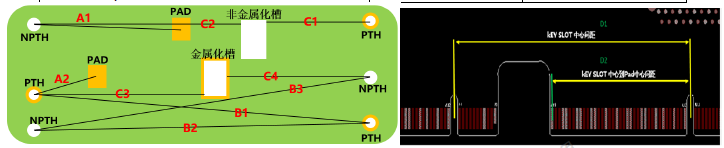 非金属化槽
PAD
A1
C2
C1
NPTH
PTH
金属化槽
PAD
PTH
A2
C4
C3
B3
NPTH
NPTH
B1
B2
PTH
D1
kEY SLOT 中心间距
D2
kEY SLOT 中心到Pad中心间距